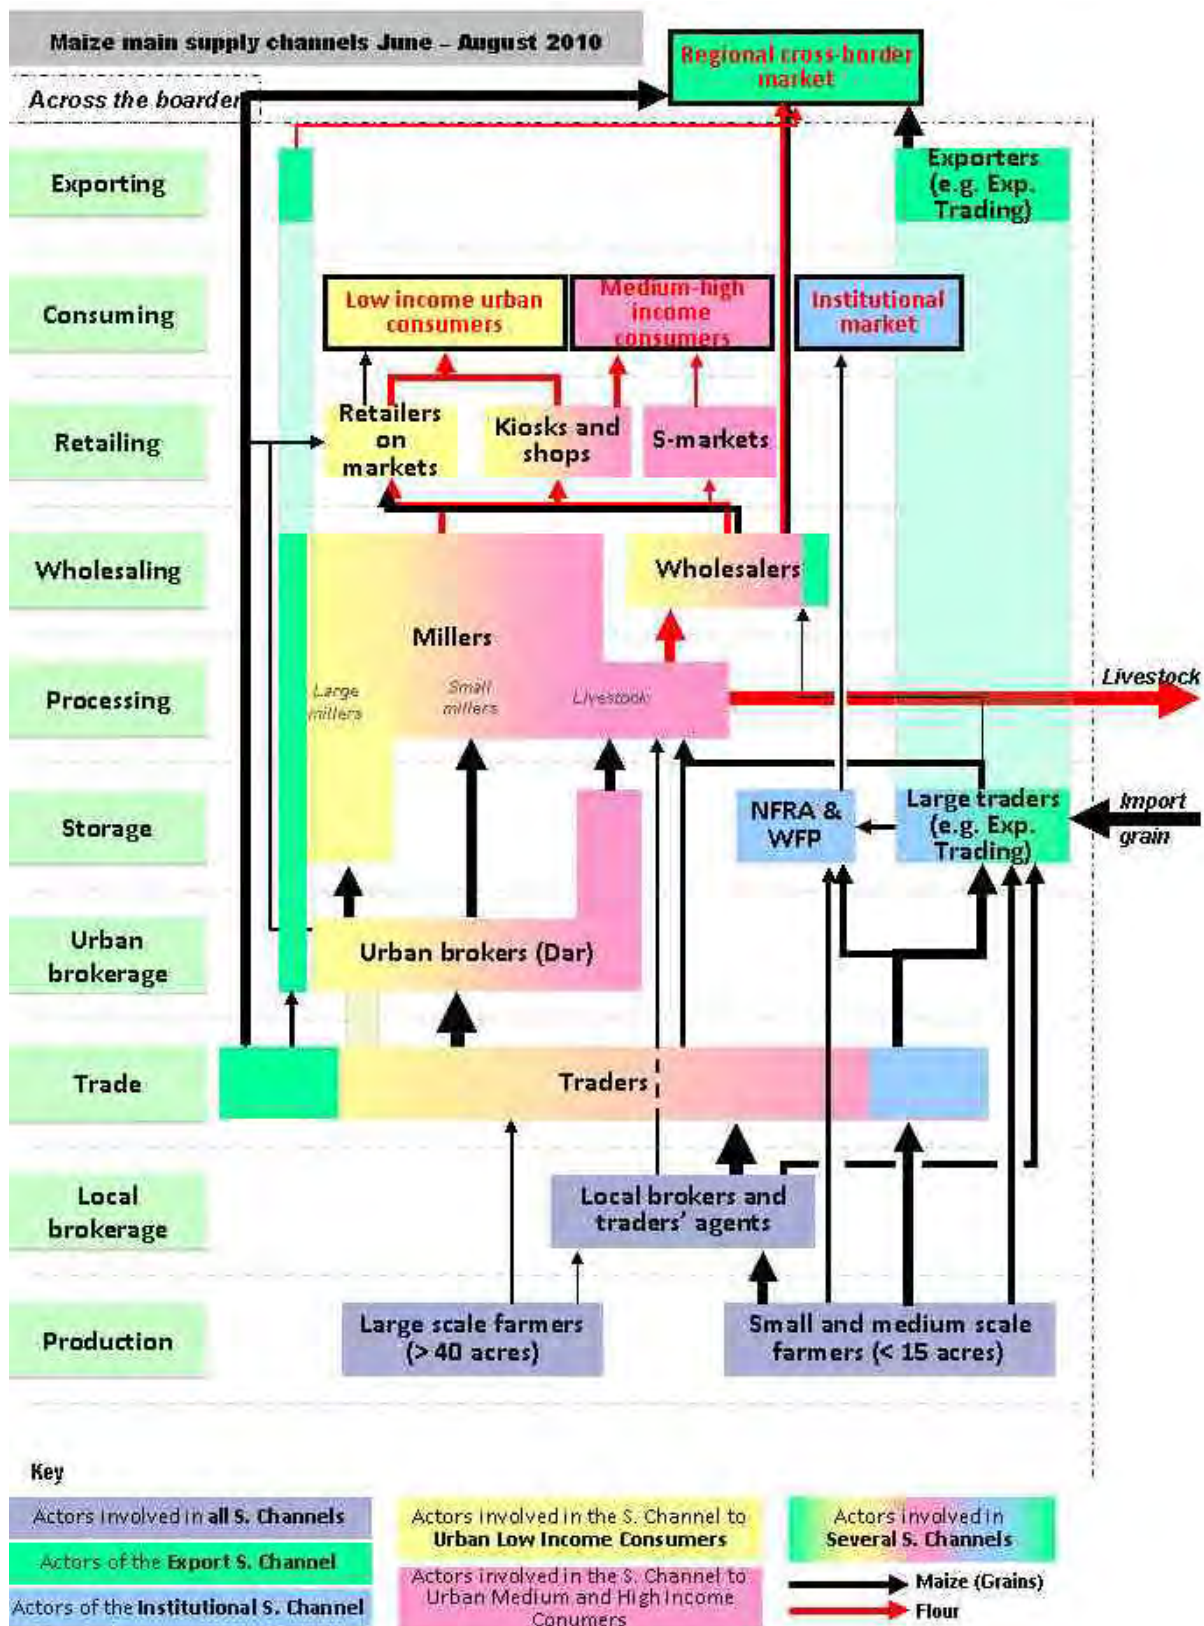 Maize main supply channels June – August 2010
Regional cross-border
market
Across the boarder
Exporting
Exporters
(e.g. Exp.
Trading)
Consuming
Low income urban
consumers
Medium-high
income
consumers
Institutional
market
Retailing
Retailers
on
markets
Kiosks and
shops
S-markets
Wholesaling
Wholesalers
Millers
Processing
Large
millers
Small
millers
Livestock
Livestock
Storage
NFRA &
WFP
Large traders
(e.g. Exp.
Trading)
Import
grain
Urban
brokerage
Urban brokers (Dar)
Trade
Traders
Local
brokerage
Local brokers and
traders' agents
Production
Large scale farmers
(> 40 acres)
Small and medium scale
farmers (< 15 acres)
Key
Actors involved in all S. Channels
Actors of the Export S. Channel
Actors of the Institutional S. Channel
Actors involved in the S. Channel to
Urban Low Income Consumers
Actors involved in the S. Channel to
Urban Medium and High Income
Conumers
Actors involved in
Several S. Channels
Maize (Grains)
Flour